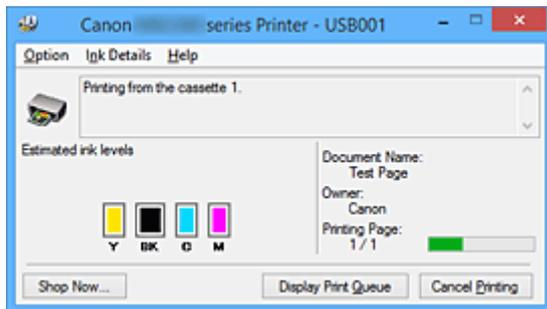 Canon series Printer - USB001
Option Ink Details Help
Printing from the cassette 1.
Estimated ink levels
Y BK C M
Document Name:
Test Page
Owner:
Canon
Printing Page:
1 / 1
Shop Now... Display Print Queue Cancel Printing